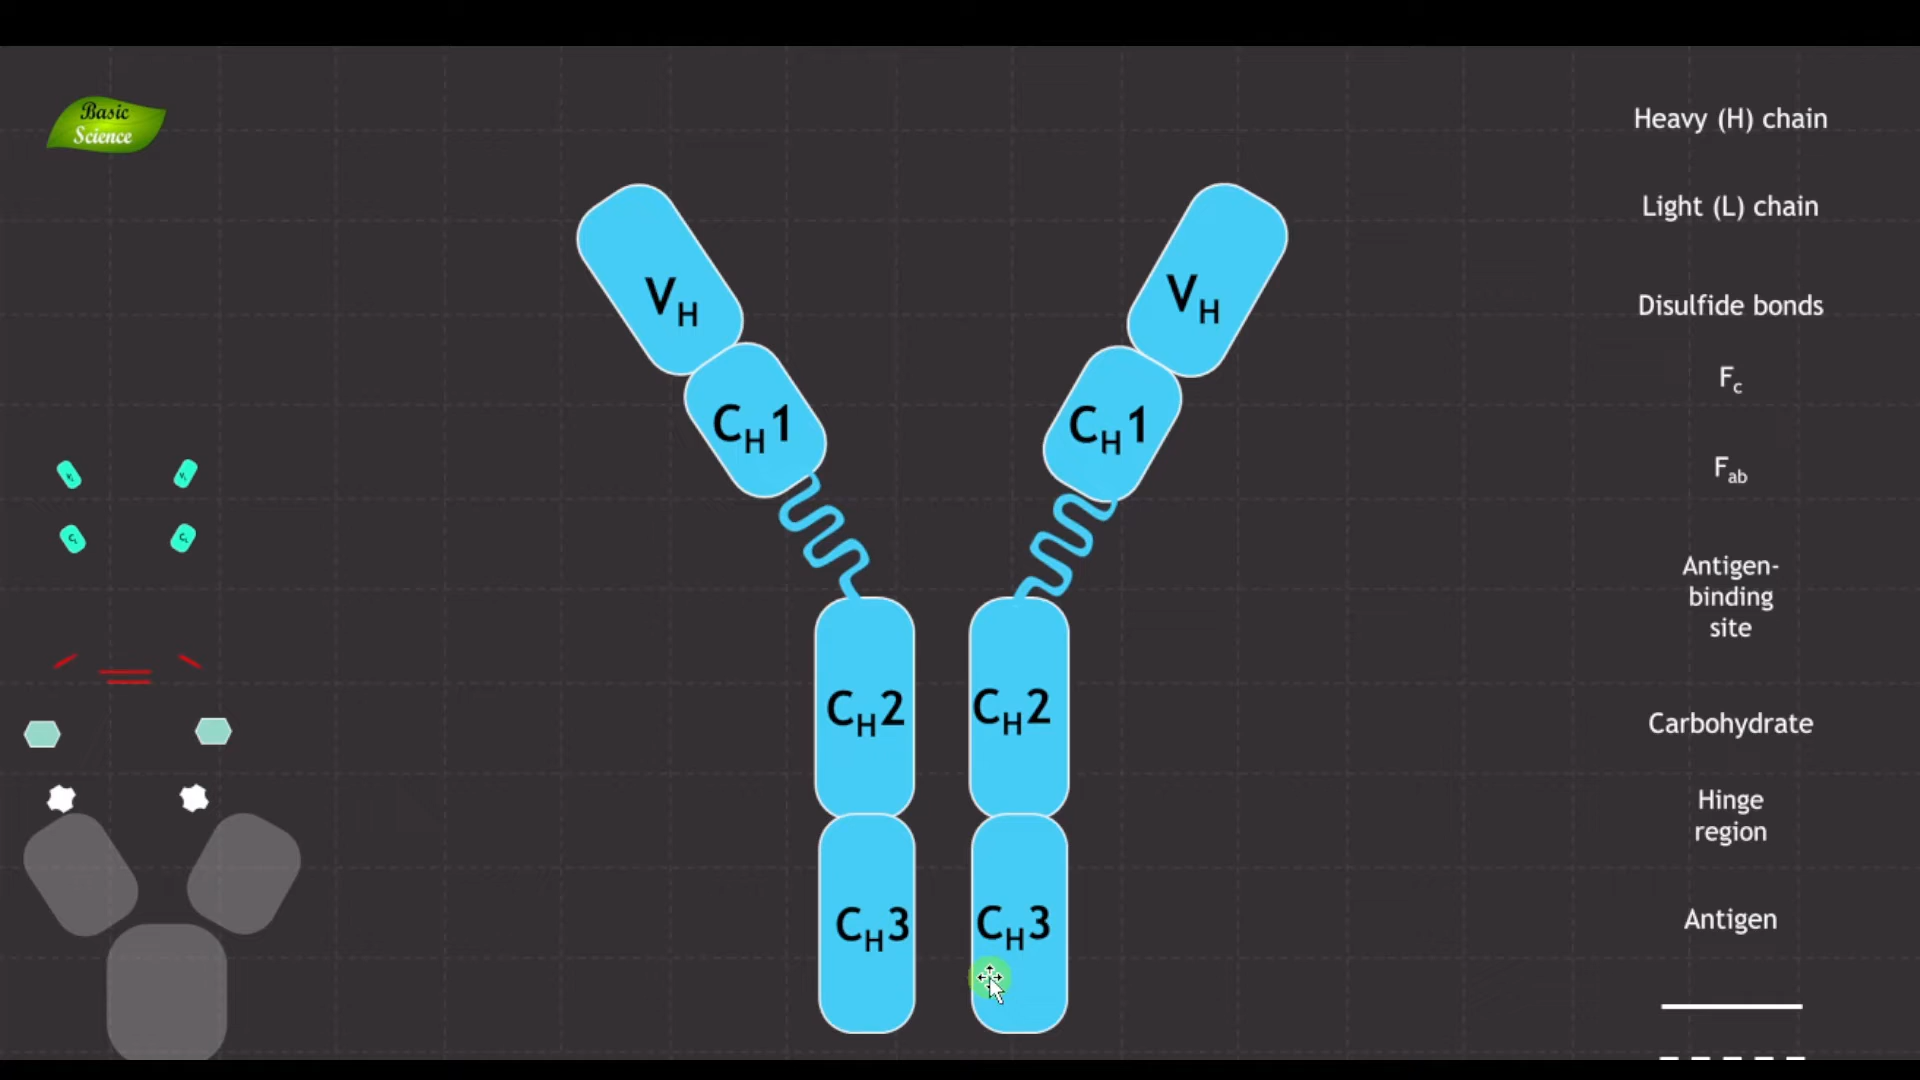 Basic
Science
Heavy (H) chain
Light (L) chain
Disulfide bonds
Fc
Fab
Antigen-
binding
site
Carbohydrate
Hinge
region
Antigen
VH
VH
CH1
CH1
CH2
CH2
CH3
CH3
CL